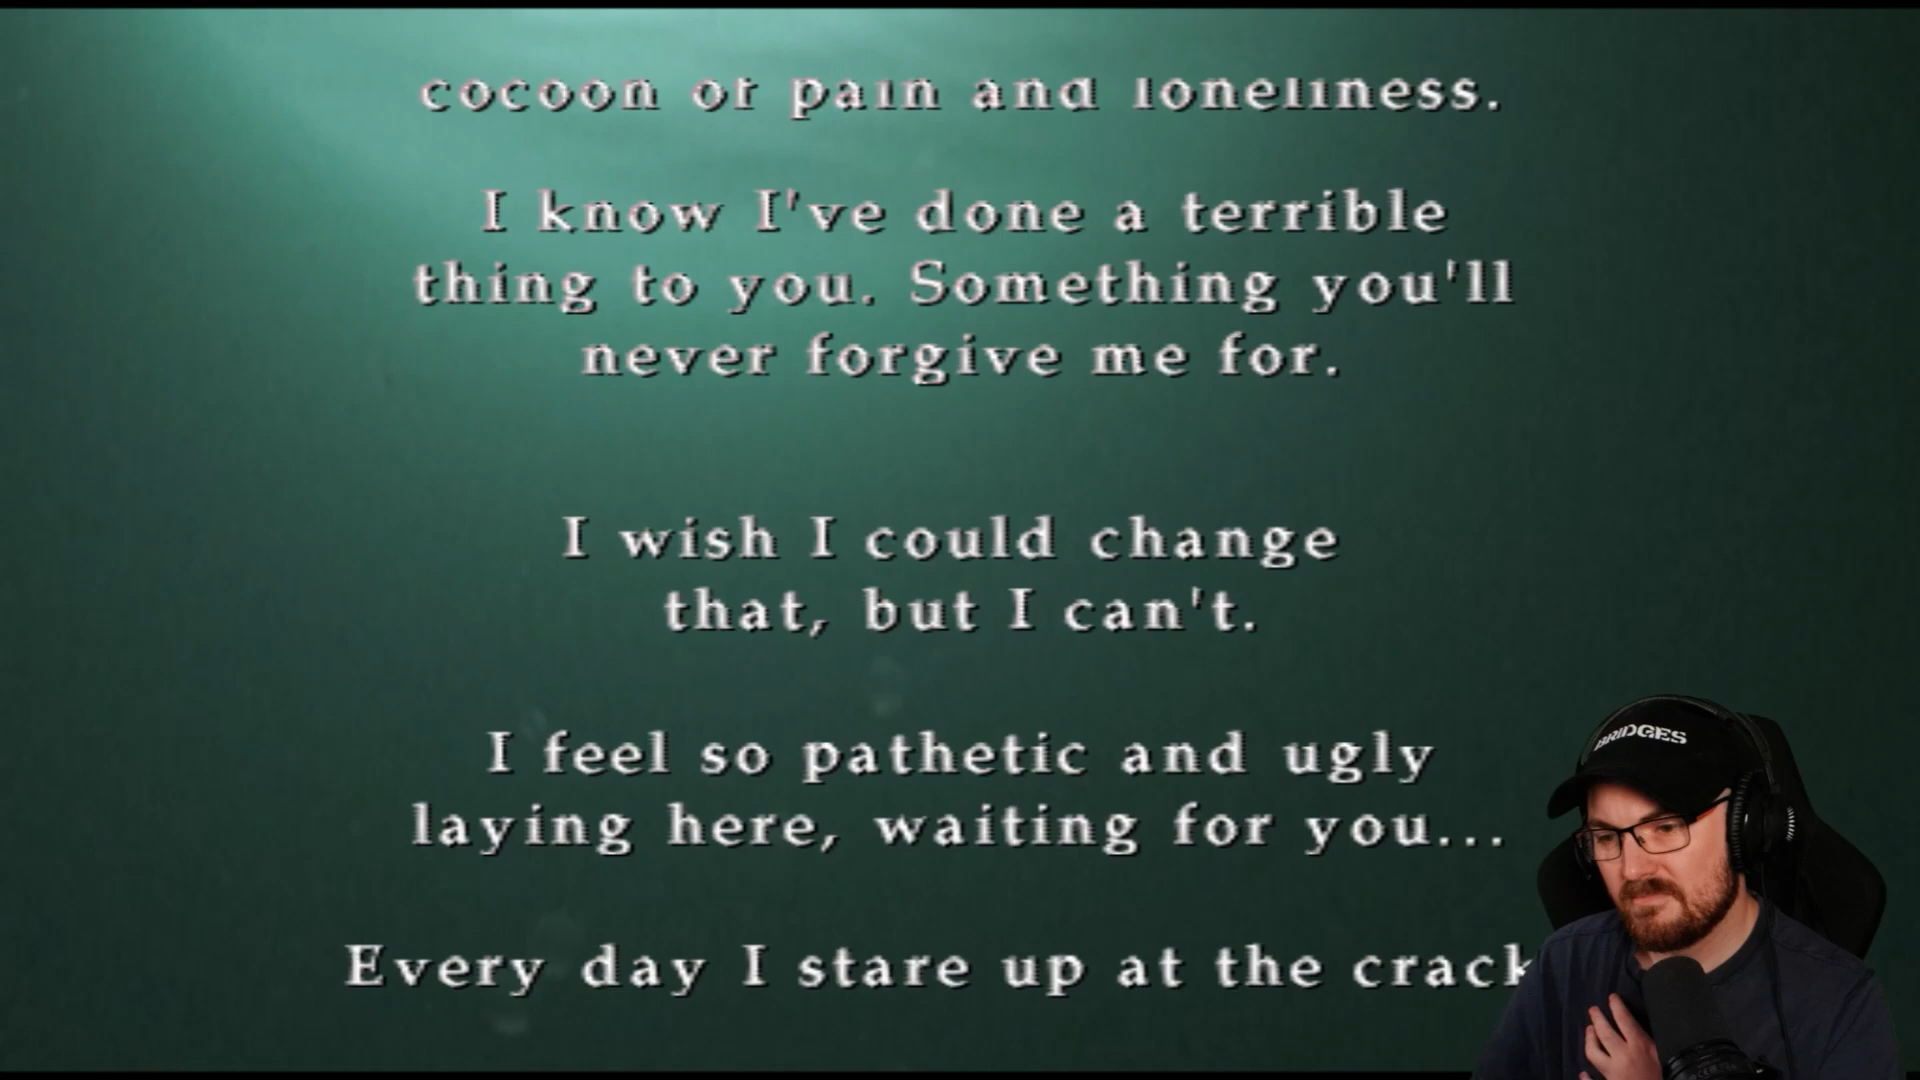 cocoon of pain and loneliness.
I know I've done a terrible
thing to you. Something you'll
never forgive me for.
I wish I could change
that, but I can't.
I feel so pathetic and ugly
laying here, waiting for you...
Every day I stare up at the crack
BRIDGES